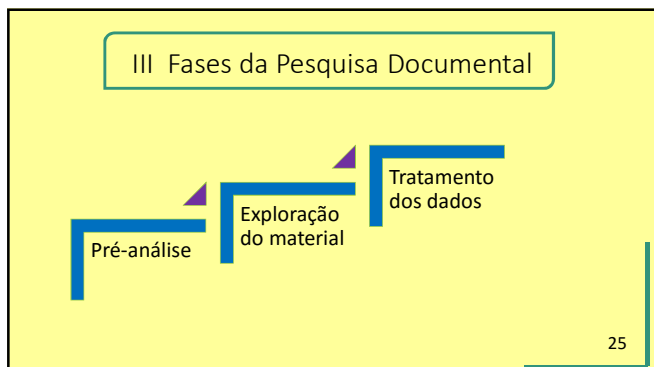 III Fases da Pesquisa Documental
Pré-análise
Exploração
do material
Tratamento
dos dados
25